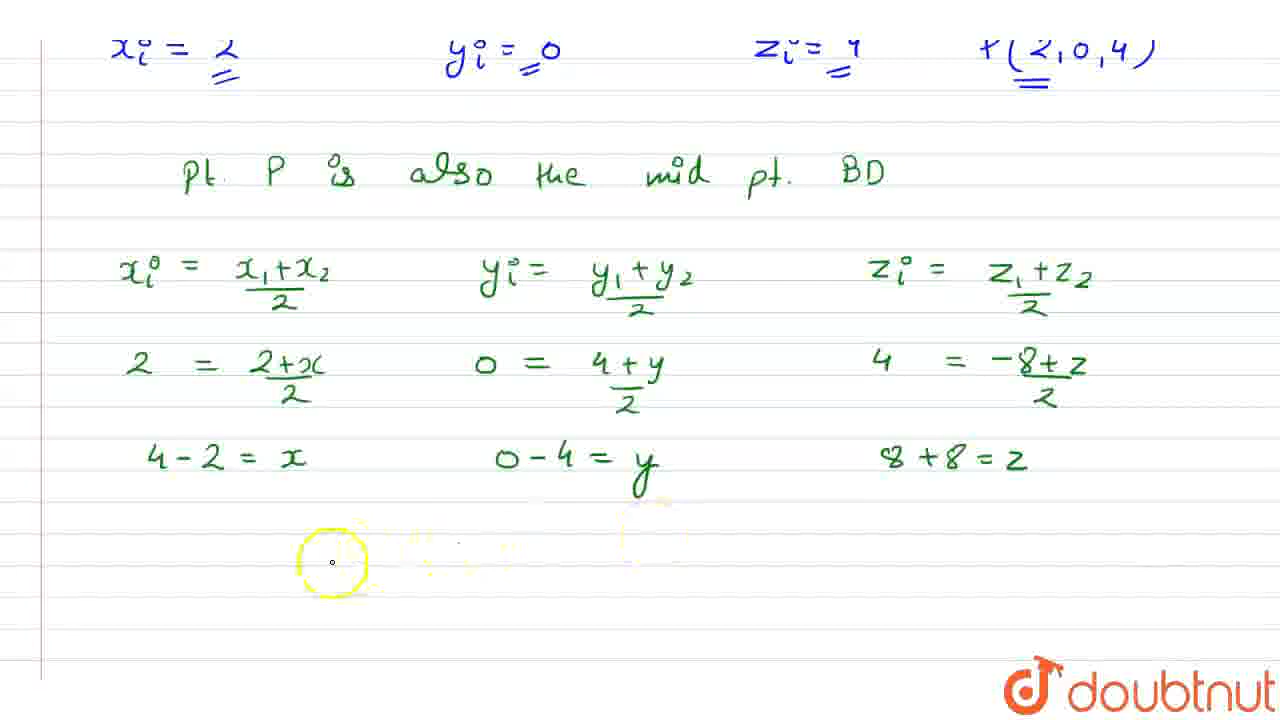 xi = 2 yi = 0 zi = 4 P(2,0,4)
Pt. P is also the mid pt. BD
xi = x₁+x₂/2 yi = y₁+y₂/2 zi = z₁+z₂/2
2 = 2+x/2 0 = 4+y/2 4 = -8+z/2
4-2 = x 0-4 = y 8+8 = z
doubtnut